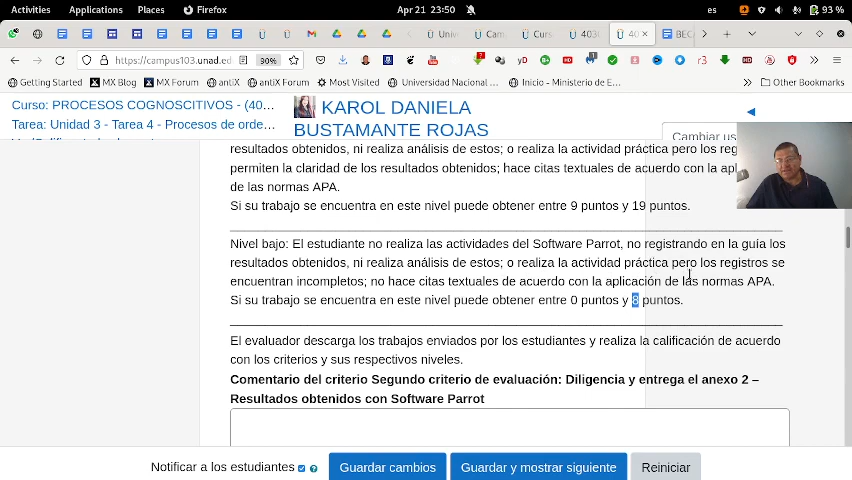 Activities Applications Places Firefox Apr 21 23:50 es 93 %
Univ Cam Curs 403 40 BEC
https://campus103.unad.ed 90%
Getting Started MX Blog MX Forum antiX antiX Forum Most Visited Universidad Nacional ... Inicio - Ministerio de E... Other Bookmarks
Curso: PROCESOS COGNOSCITIVOS - (40...
Tarea: Unidad 3 - Tarea 4 - Procesos de orde...
KAROL DANIELA
BUSTAMANTE ROJAS
Cambiar us
resultados obtenidos, ni realiza análisis de estos; o realiza la actividad práctica pero los reg
permiten la claridad de los resultados obtenidos; hace citas textuales de acuerdo con la apl
de las normas APA.
Si su trabajo se encuentra en este nivel puede obtener entre 9 puntos y 19 puntos.
Nivel bajo: El estudiante no realiza las actividades del Software Parrot, no registrando en la guía los
resultados obtenidos, ni realiza análisis de estos; o realiza la actividad práctica pero los registros se
encuentran incompletos; no hace citas textuales de acuerdo con la aplicación de las normas APA.
Si su trabajo se encuentra en este nivel puede obtener entre 0 puntos y 8 puntos.
El evaluador descarga los trabajos enviados por los estudiantes y realiza la calificación de acuerdo
con los criterios y sus respectivos niveles.
Comentario del criterio Segundo criterio de evaluación: Diligencia y entrega el anexo 2 –
Resultados obtenidos con Software Parrot
Notificar a los estudiantes Guardar cambios Guardar y mostrar siguiente Reiniciar